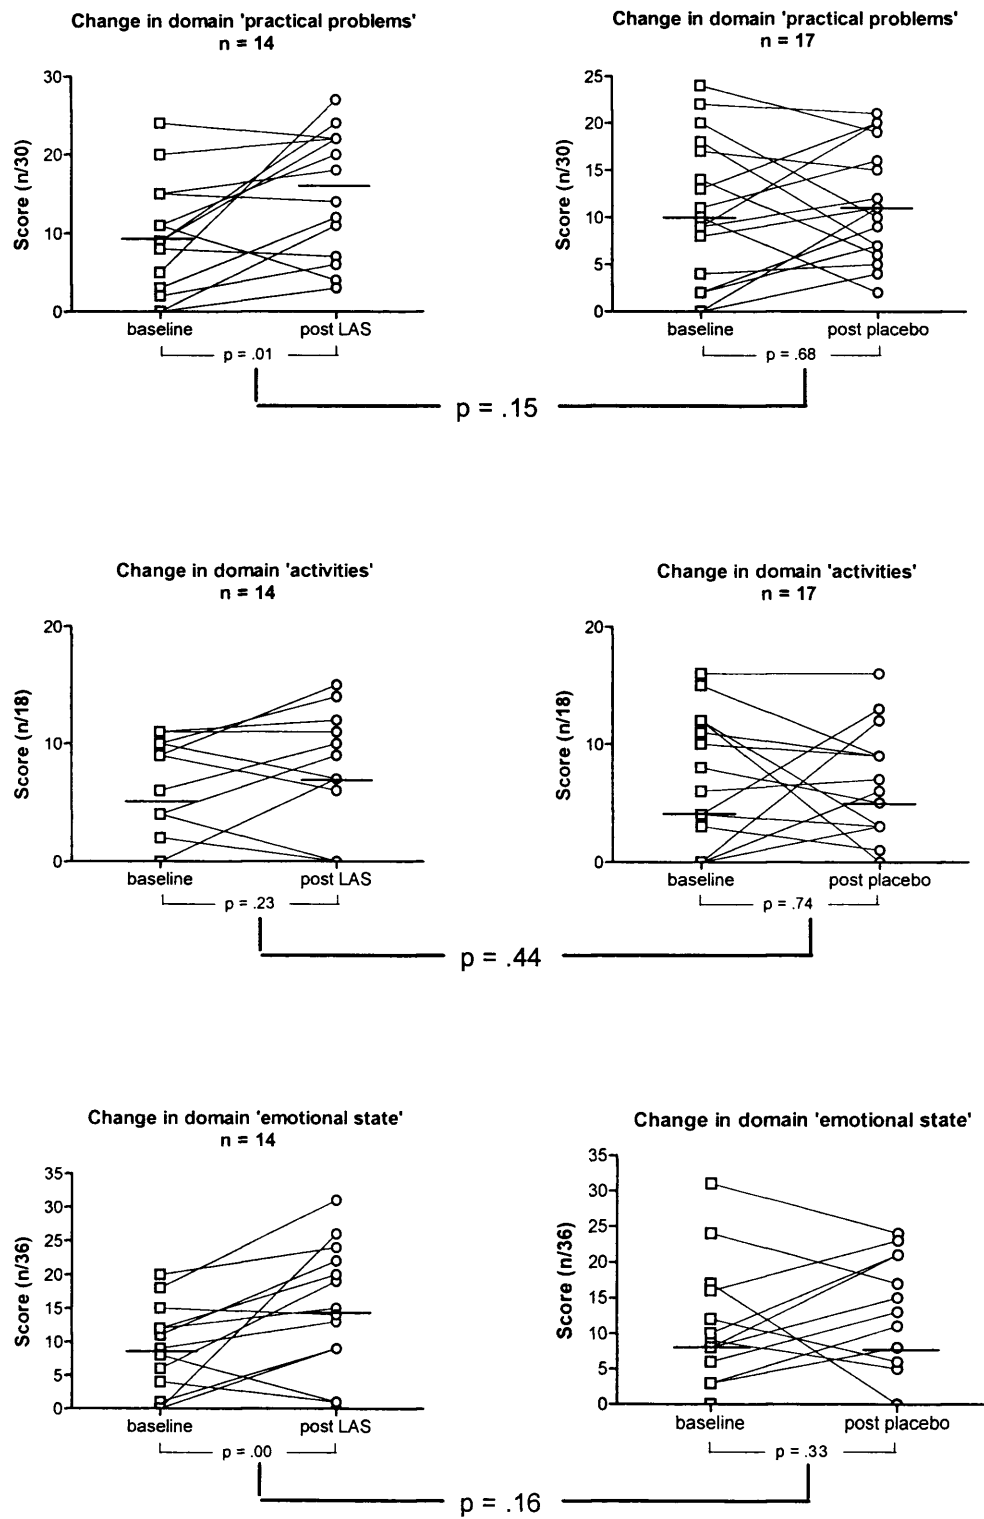 Change in domain 'practical problems'
n = 14
30
20
10
0
Score (n/30)
baseline
post LAS
p = .01
Change in domain 'practical problems'
n = 17
25
20
15
10
5
0
Score (n/30)
baseline
post placebo
p = .68
p = .15
Change in domain 'activities'
n = 14
20
10
0
Score (n/18)
baseline
post LAS
p = .23
Change in domain 'activities'
n = 17
20
10
0
Score (n/18)
baseline
post placebo
p = .74
p = .44
Change in domain 'emotional state'
n = 14
35
30
25
20
15
10
5
0
Score (n/36)
baseline
post LAS
p = .00
Change in domain 'emotional state'
35
30
25
20
15
10
5
0
Score (n/36)
baseline
post placebo
p = .33
p = .16